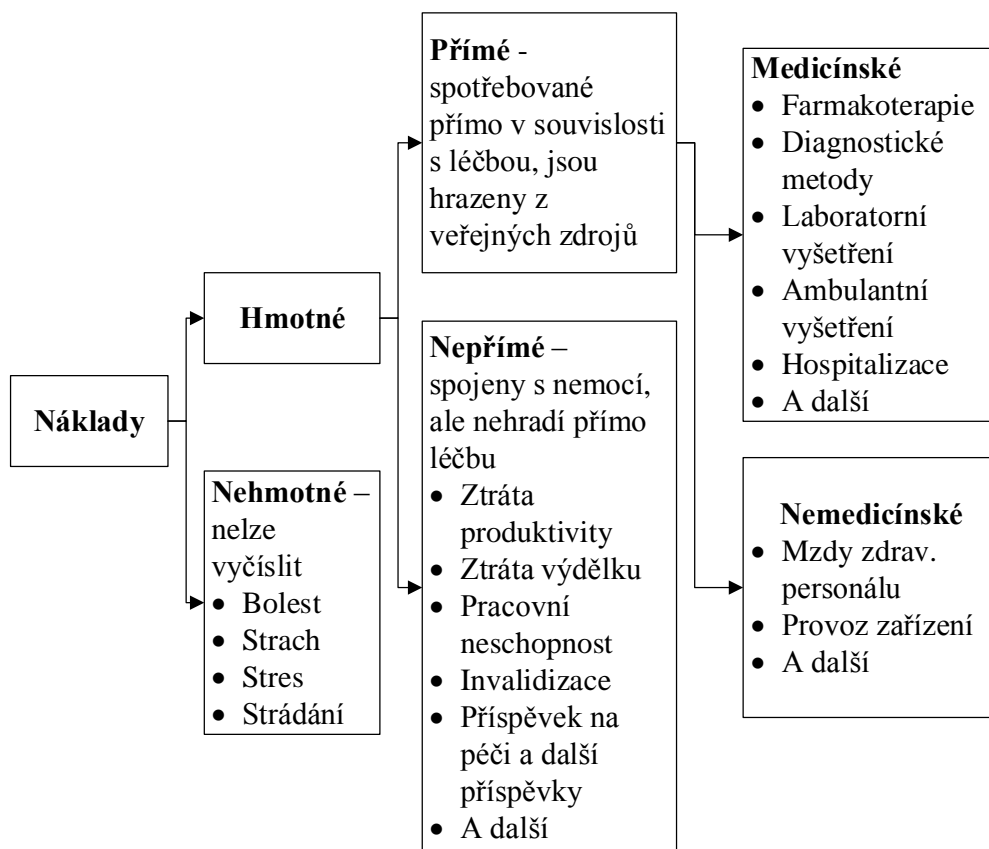 Náklady
Hmotné
Nehmotné –
nelze
vyčíslit
• Bolest
• Strach
• Stres
• Strádání
Přímé -
spotřebované
přímo v souvislosti
s léčbou, jsou
hrazeny z
veřejných zdrojů
Nepřímé –
spojeny s nemocí,
ale nehradí přímo
léčbu
• Ztráta
produktivity
• Ztráta výdělku
• Pracovní
neschopnost
• Invalidizace
• Příspěvek na
péči a další
příspěvky
• A další
Medicínské
• Farmakoterapie
• Diagnostické
metody
• Laboratorní
vyšetření
• Ambulantní
vyšetření
• Hospitalizace
• A další
Nemedicínské
• Mzdy zdrav.
personálu
• Provoz zařízení
• A další